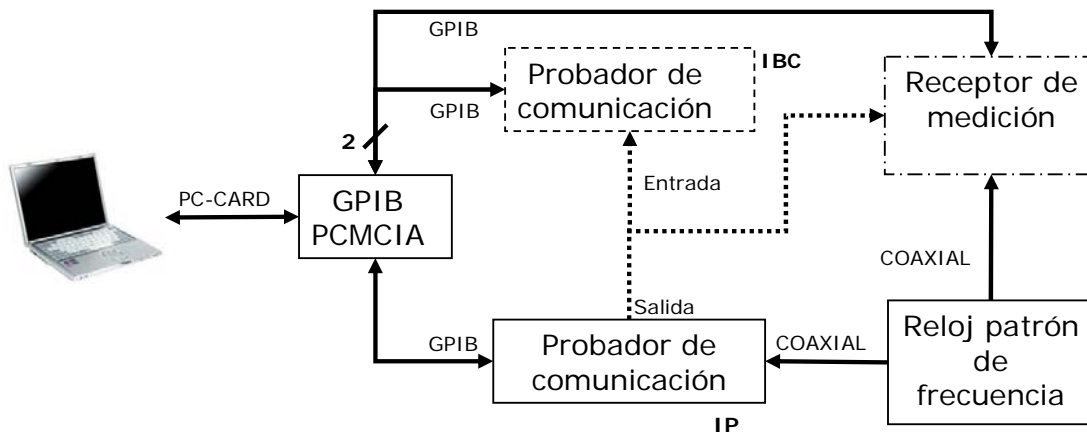 GPIB
IBC
Probador de
comunicación
GPIB
Receptor de
medición
2
PC-CARD
GPIB
PCMCIA
Entrada
COAXIAL
Salida
GPIB
Probador de
comunicación
COAXIAL
Reloj patrón
de
frecuencia
IP